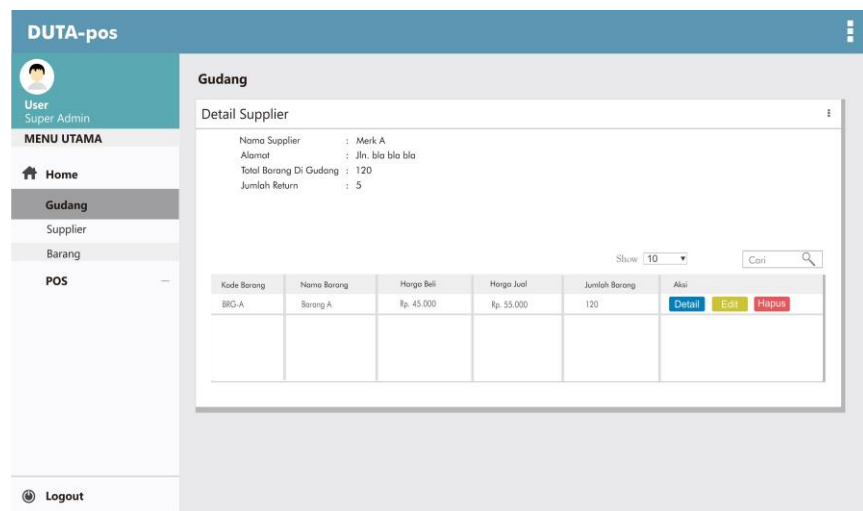 DUTA-pos
User
Super Admin
MENU UTAMA
Home
Gudang
Supplier
Barang
POS
Logout
Gudang
Detail Supplier
Nama Supplier : Merk A
Alamat : Jln. bla bla bla
Total Barang Di Gudang : 120
Jumlah Return : 5
Show 10 Cari
Kode Barang Nama Barang Harga Beli Harga Jual Jumlah Barang Aksi
BRG-A Barang A Rp. 45.000 Rp. 55.000 120 Detail Edit Hapus